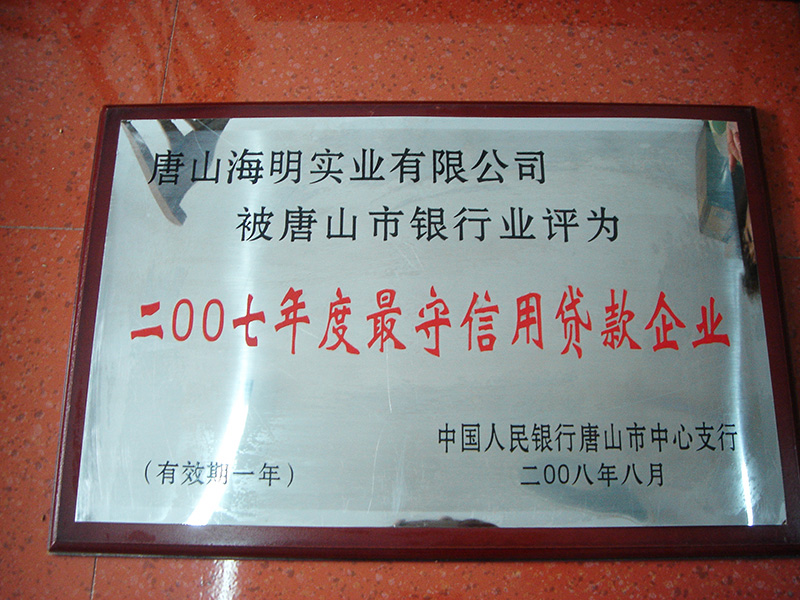 唐山海明实业有限公司
被唐山市银行业评为
二00七年度最守信用贷款企业
中国人民银行唐山市中心支行
(有效期一年)
二00八年八月